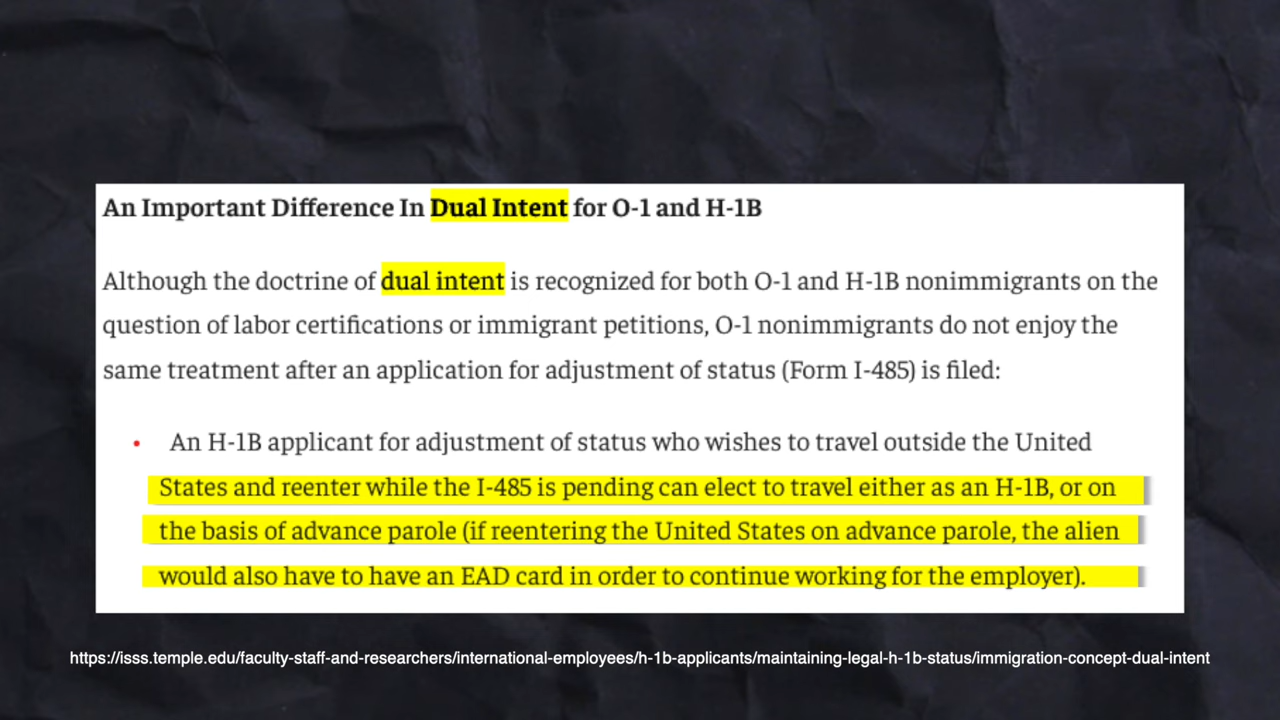 An Important Difference In Dual Intent for O-1 and H-1B
Although the doctrine of dual intent is recognized for both O-1 and H-1B nonimmigrants on the
question of labor certifications or immigrant petitions, O-1 nonimmigrants do not enjoy the
same treatment after an application for adjustment of status (Form I-485) is filed:
• An H-1B applicant for adjustment of status who wishes to travel outside the United
States and reenter while the I-485 is pending can elect to travel either as an H-1B, or on
the basis of advance parole (if reentering the United States on advance parole, the alien
would also have to have an EAD card in order to continue working for the employer).
https://isss.temple.edu/faculty-staff-and-researchers/international-employees/h-1b-applicants/maintaining-legal-h-1b-status/immigration-concept-dual-intent